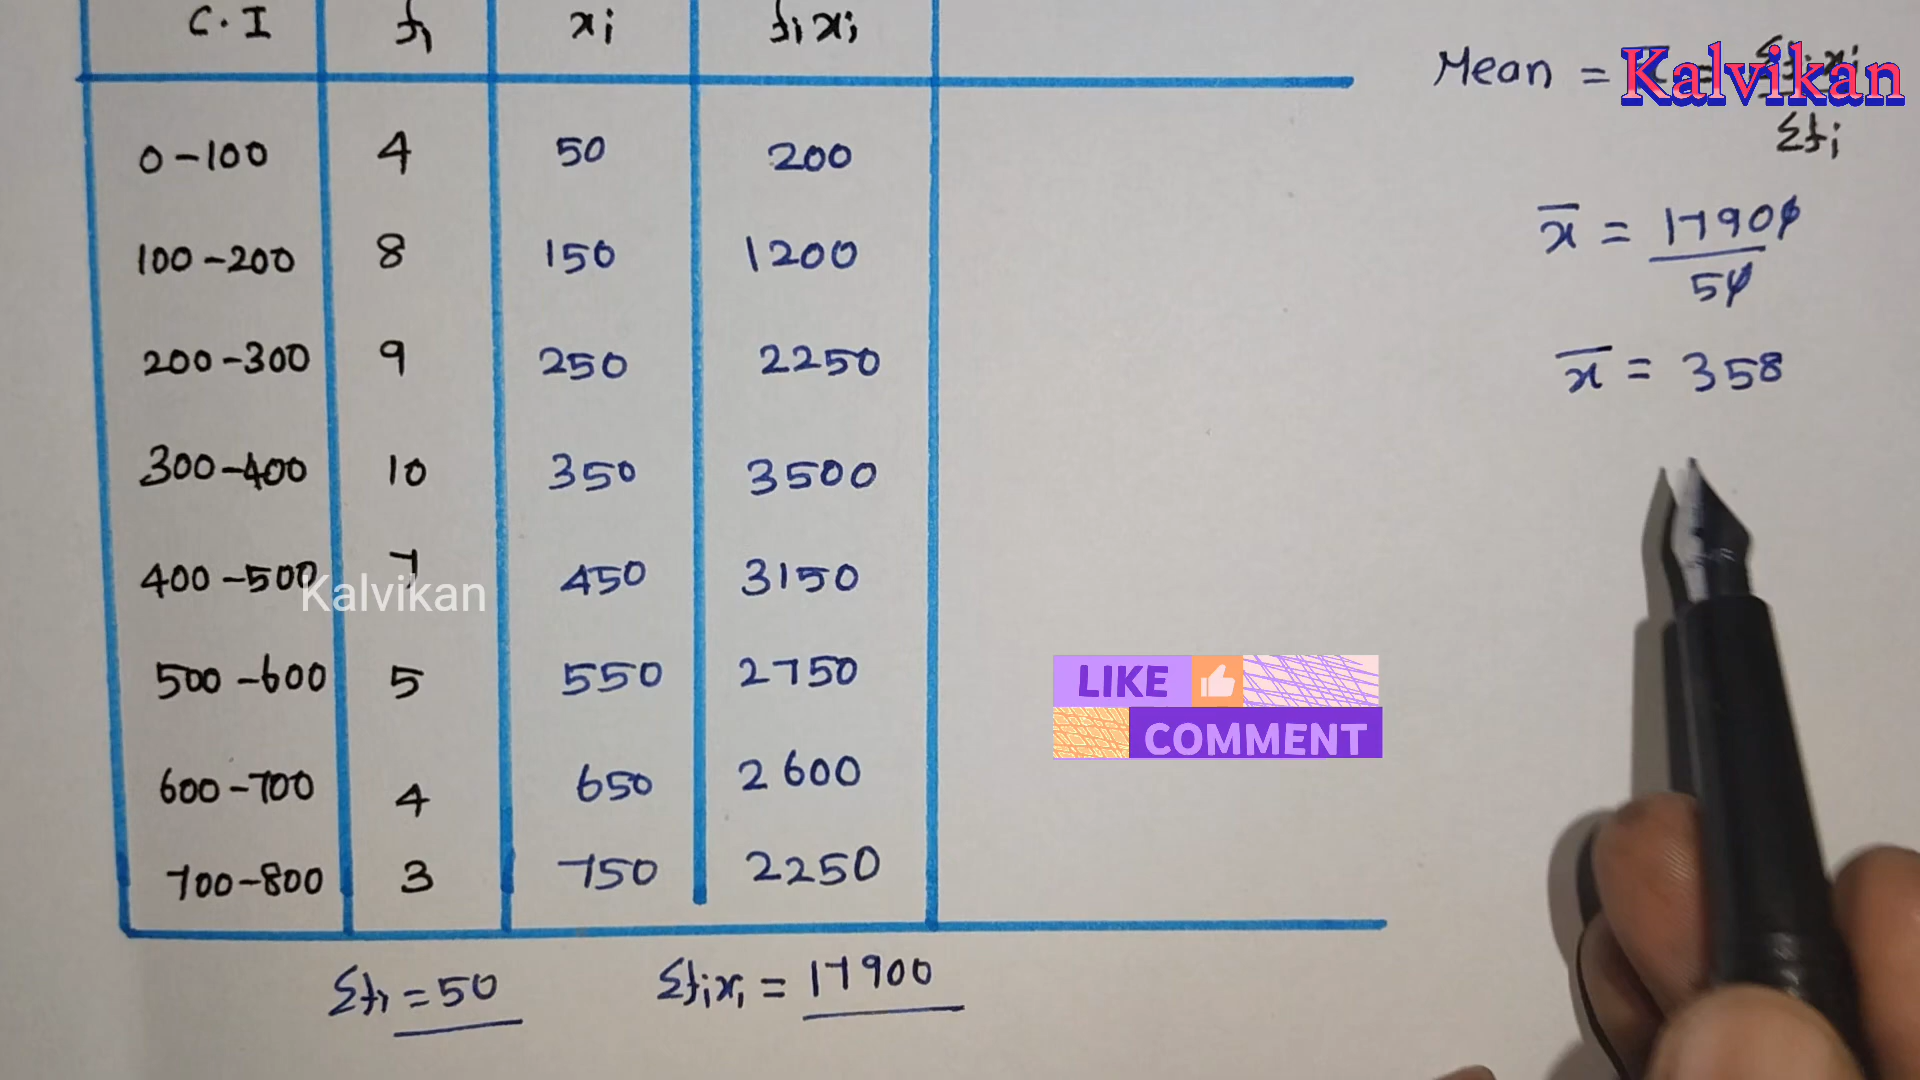 C.I fi xi fixi
0-100 4 50 200
100-200 8 150 1200
200-300 9 250 2250
300-400 10 350 3500
400-500 7 450 3150
500-600 5 550 2750
600-700 4 650 2600
700-800 3 750 2250
Σfi = 50 Σfixi = 17900
Mean = x̄ = Σfixi / Σfi
x̄ = 17900 / 50
x̄ = 358
Kalvikan
Kalvikan
LIKE
COMMENT